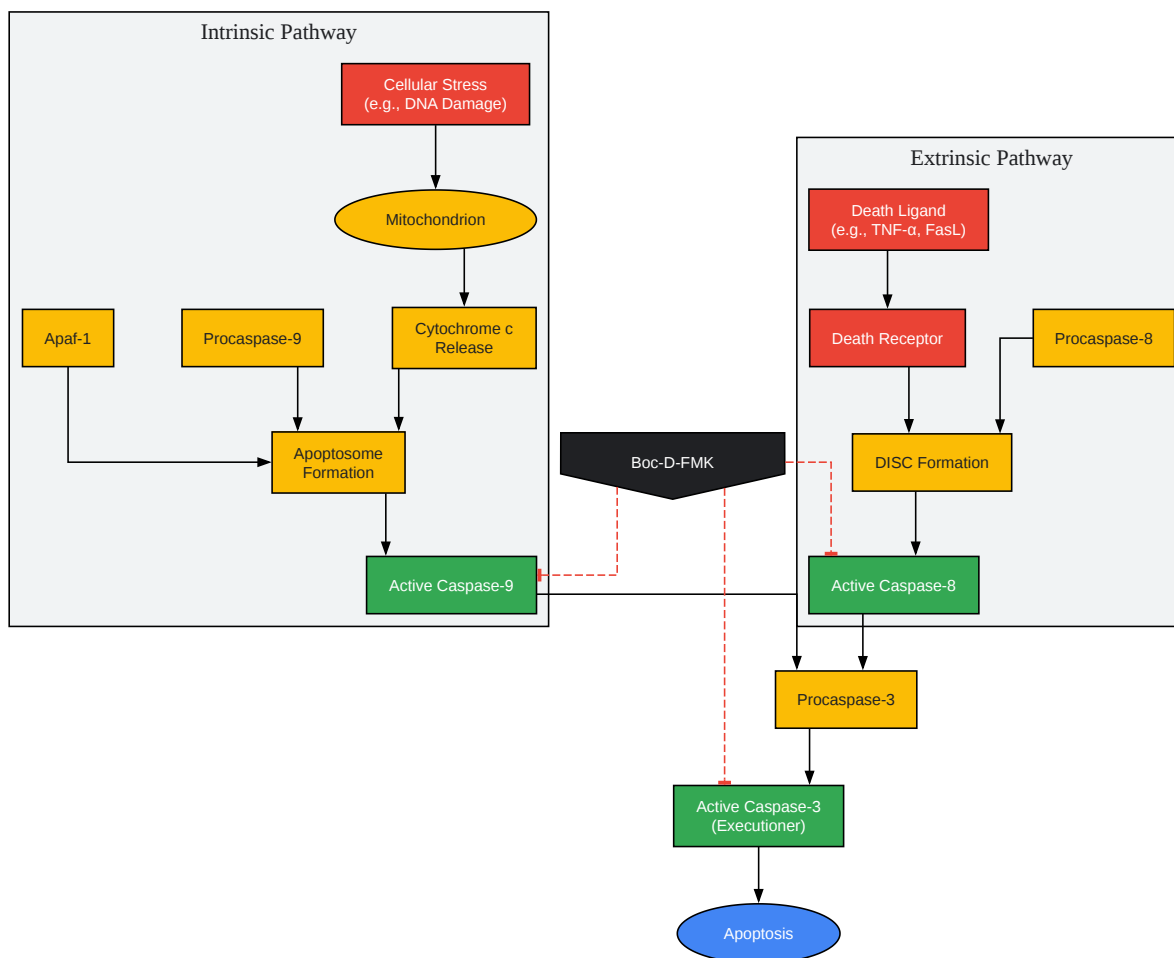 Intrinsic Pathway
Cellular Stress
(e.g., DNA Damage)
Mitochondrion
Apaf-1
Procaspase-9
Cytochrome c
Release
Apoptosome
Formation
Active Caspase-9
Boc-D-FMK
Extrinsic Pathway
Death Ligand
(e.g., TNF-α, FasL)
Death Receptor
Procaspase-8
DISC Formation
Active Caspase-8
Procaspase-3
Active Caspase-3
(Executioner)
Apoptosis